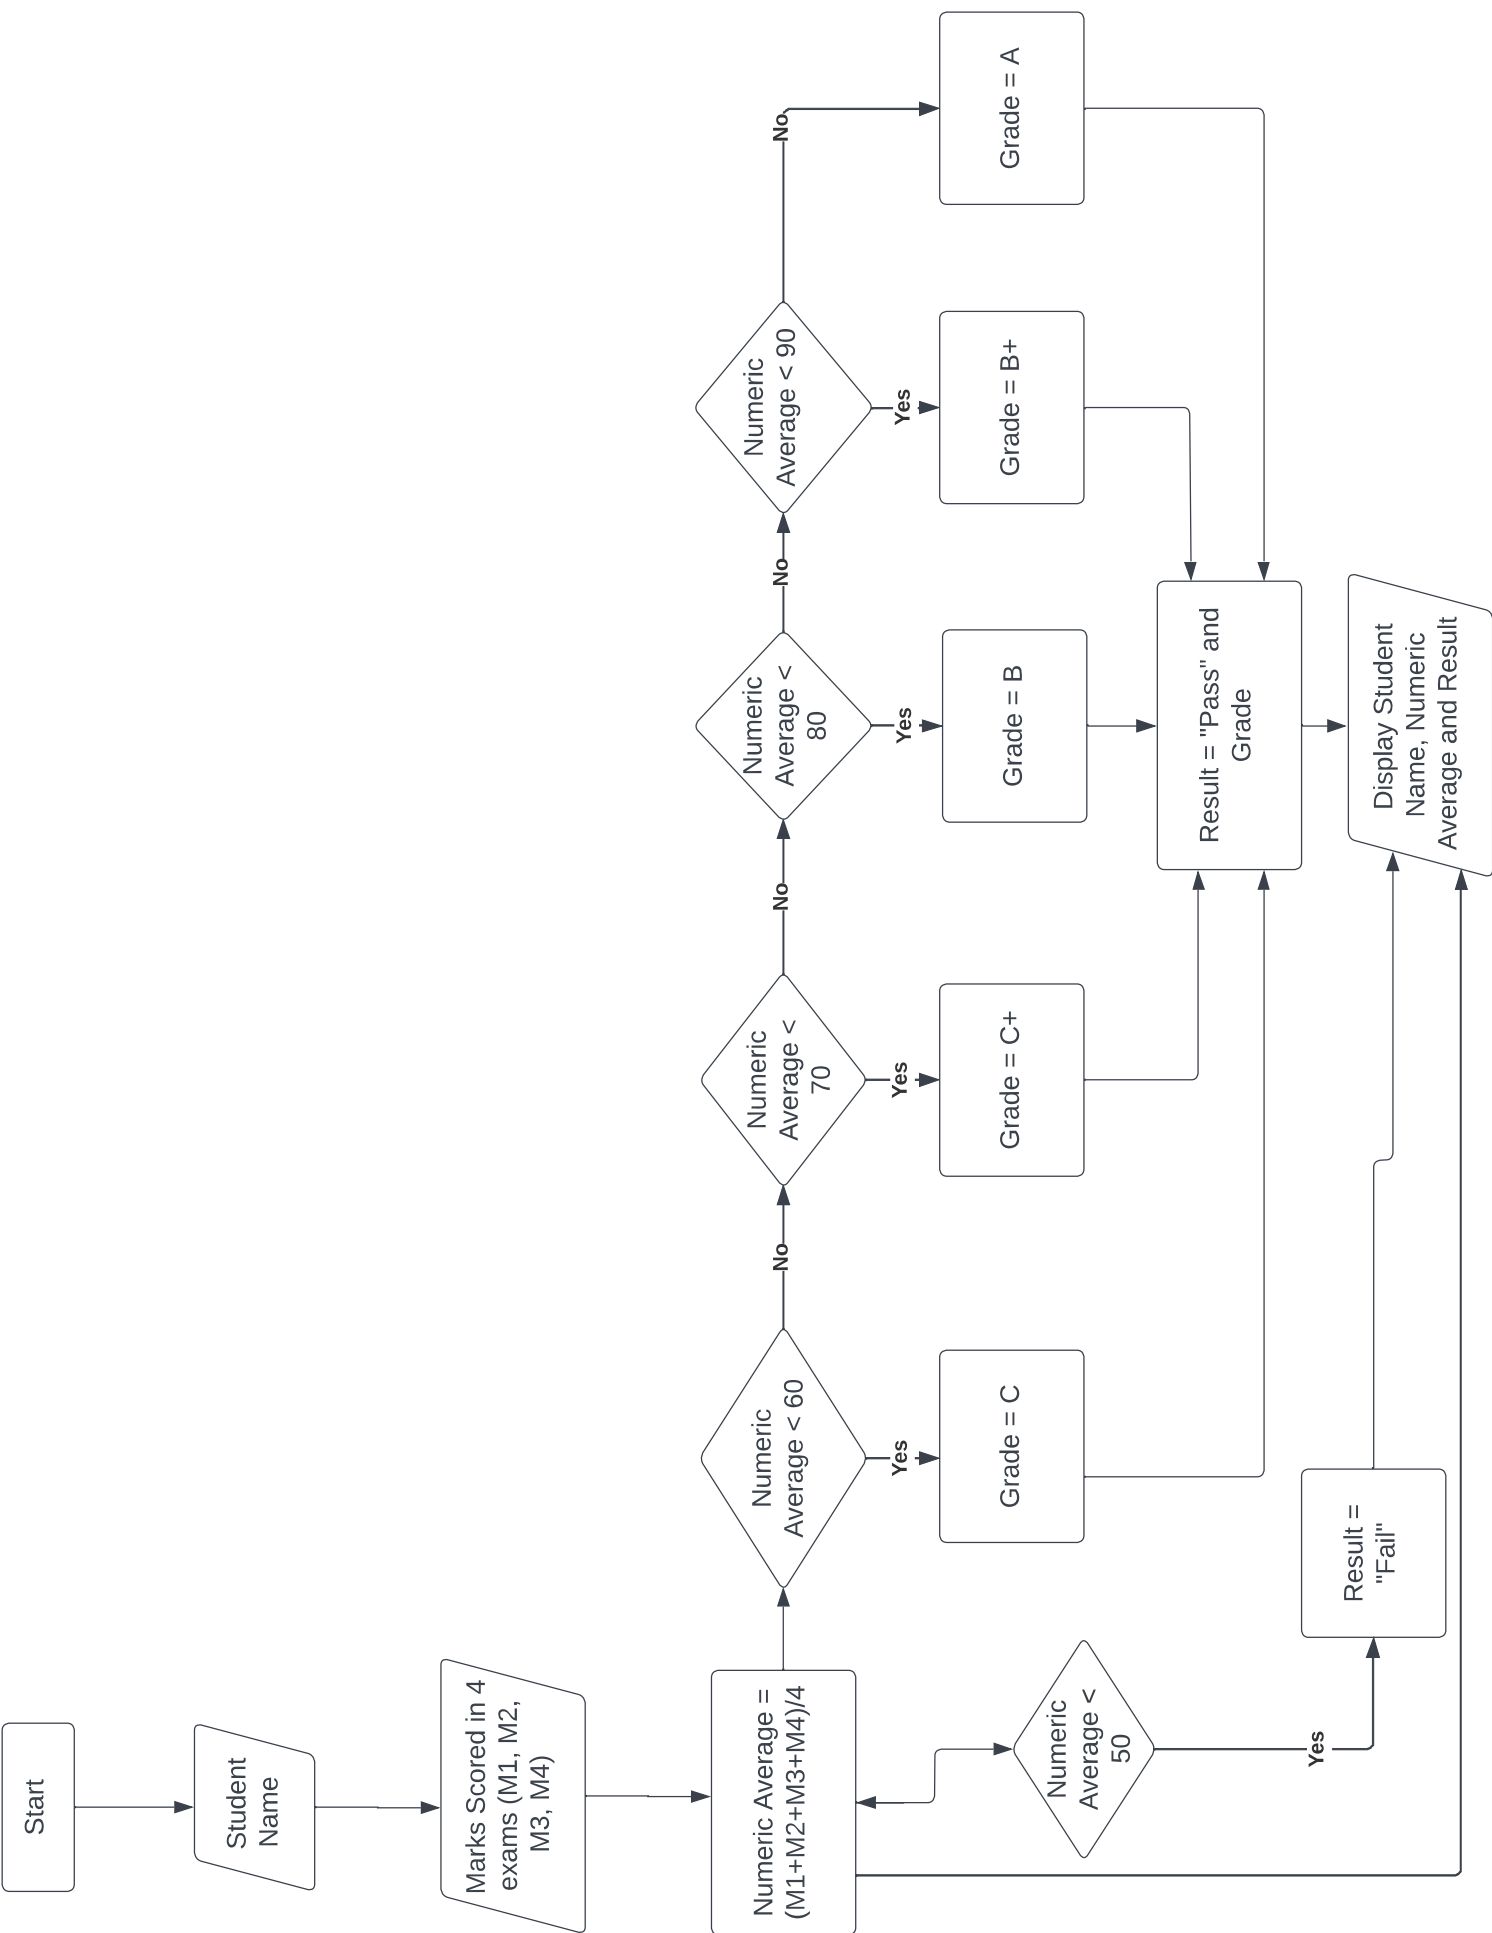 Start
Student
Name
Marks Scored in 4
exams (M1, M2,
M3, M4)
Numeric Average =
(M1+M2+M3+M4)/4
Numeric
Average <
50
Yes
Result =
"Fail"
Numeric
Average < 60
Yes
Grade = C
No
Numeric
Average <
70
Yes
Grade = C+
No
Numeric
Average <
80
Yes
Grade = B
No
Numeric
Average < 90
Yes
Grade = B+
No
Grade = A
Result = "Pass" and
Grade
Display Student
Name, Numeric
Average and Result